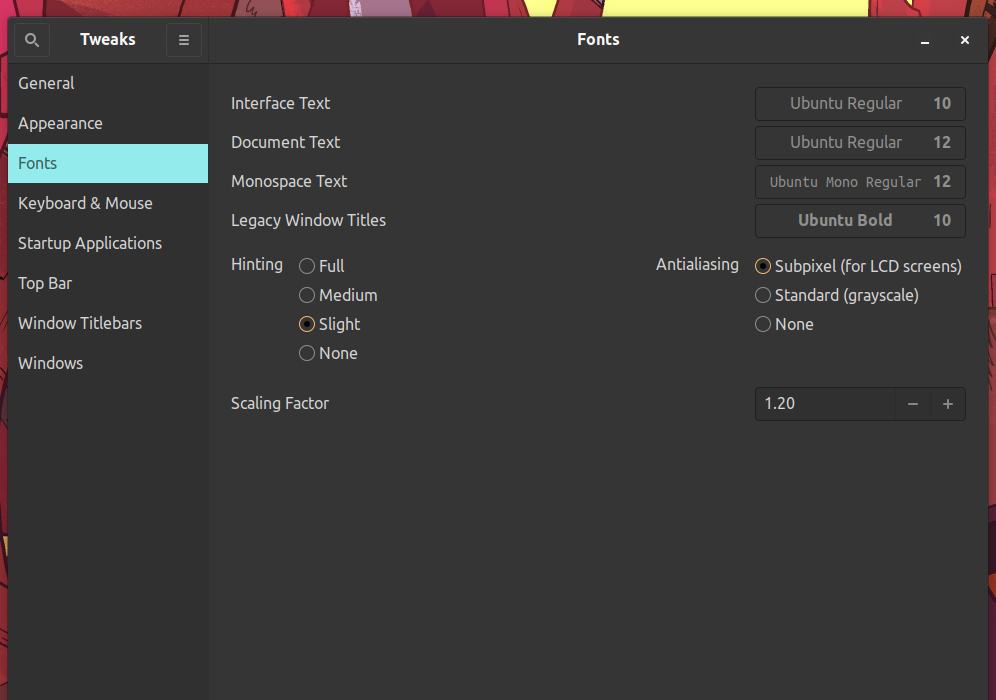 Tweaks
Fonts
General
Appearance
Fonts
Keyboard & Mouse
Startup Applications
Top Bar
Window Titlebars
Windows
Interface Text Ubuntu Regular 10
Document Text Ubuntu Regular 12
Monospace Text Ubuntu Mono Regular 12
Legacy Window Titles Ubuntu Bold 10
Hinting
Full
Medium
Slight
None
Antialiasing
Subpixel (for LCD screens)
Standard (grayscale)
None
Scaling Factor 1.20 − +